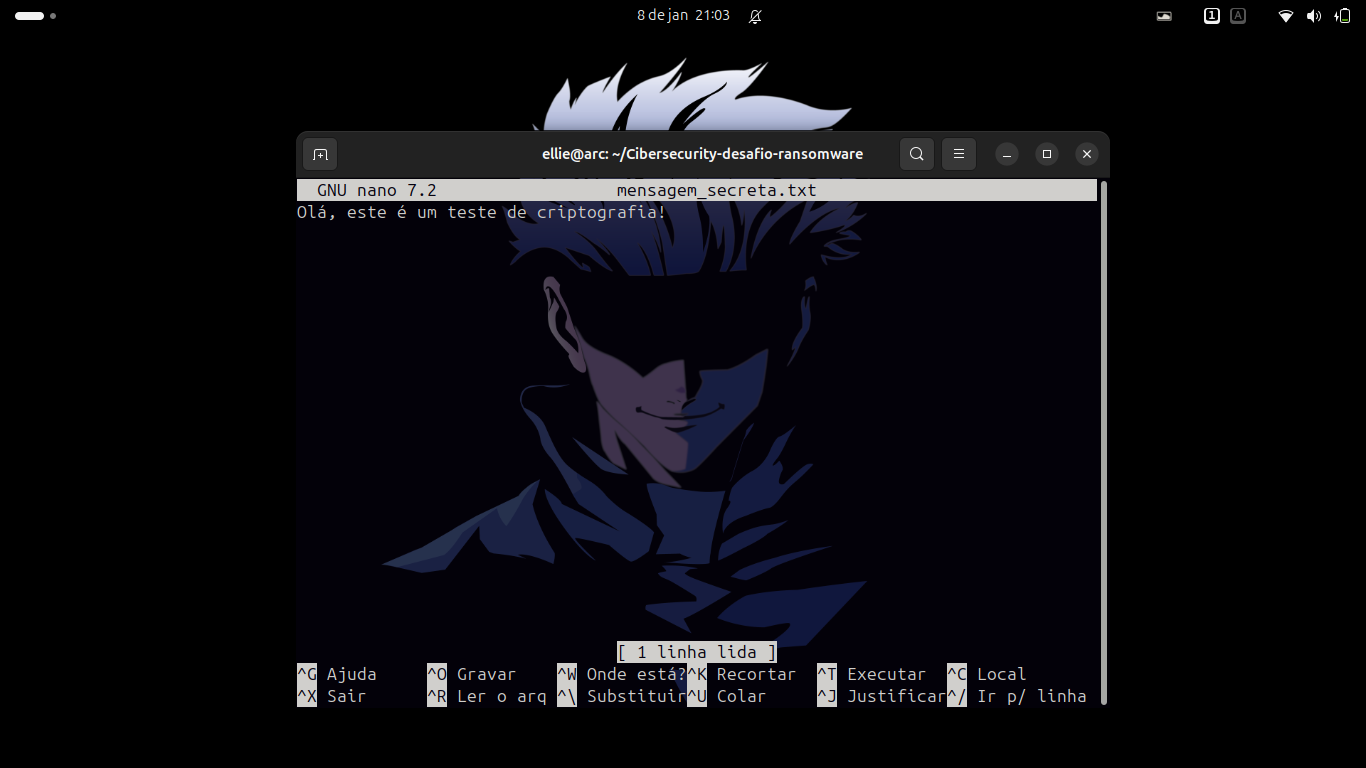 8 de jan 21:03
1 A
ellie@arc: ~/Cibersecurity-desafio-ransomware
GNU nano 7.2 mensagem_secreta.txt
Olá, este é um teste de criptografia!
[ 1 linha lida ]
^G Ajuda ^O Gravar ^W Onde está? ^K Recortar ^T Executar ^C Local
^X Sair ^R Ler o arq ^\ Substituir ^U Colar ^J Justificar ^/ Ir p/ linha